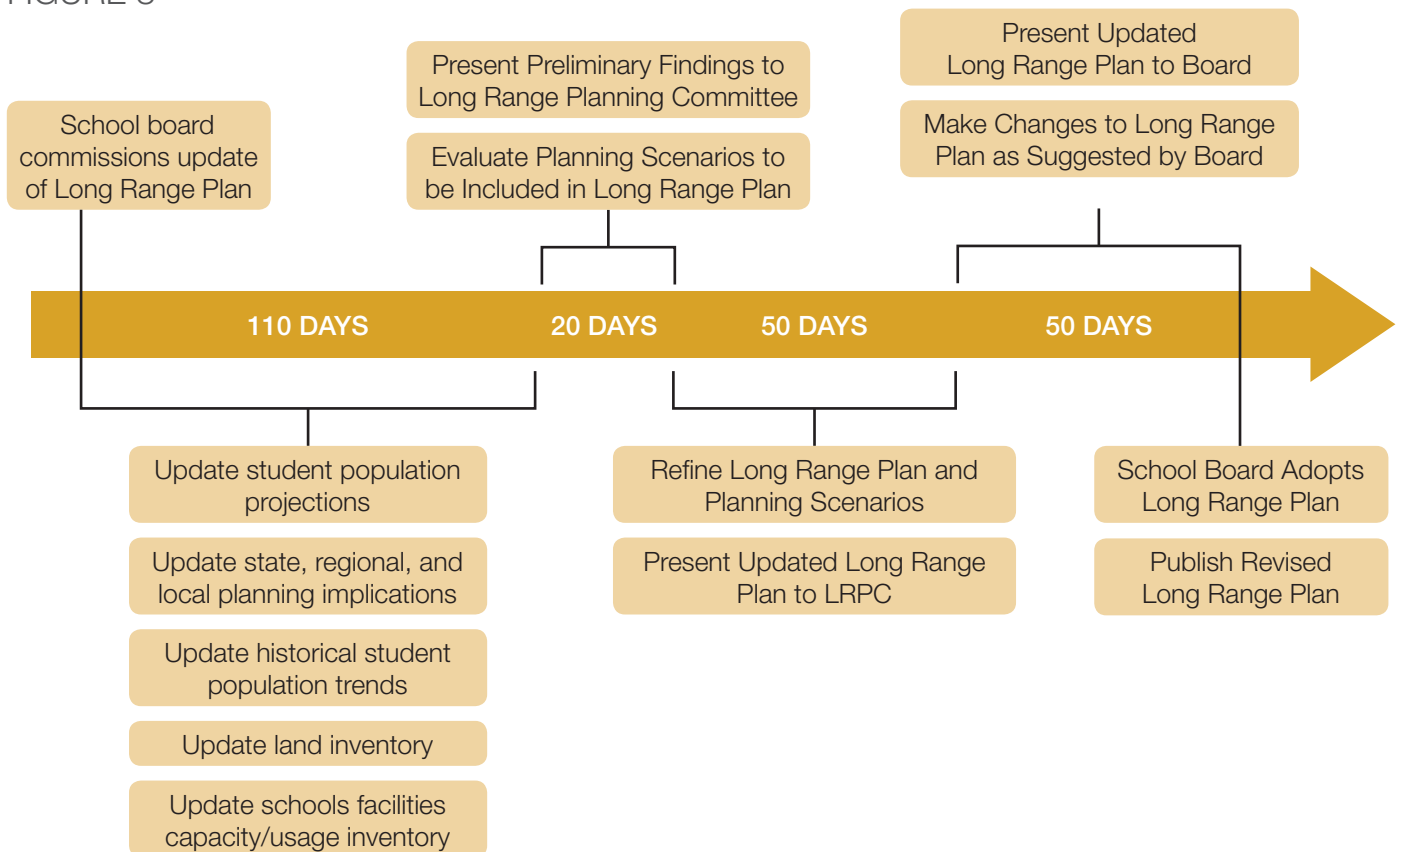 School board
commissions update
of Long Range Plan
Present Preliminary Findings to
Long Range Planning Committee
Evaluate Planning Scenarios to
be Included in Long Range Plan
Present Updated
Long Range Plan to Board
Make Changes to Long Range
Plan as Suggested by Board
110 DAYS
20 DAYS
50 DAYS
50 DAYS
Update student population
projections
Update state, regional, and
local planning implications
Update historical student
population trends
Update land inventory
Update schools facilities
capacity/usage inventory
Refine Long Range Plan and
Planning Scenarios
Present Updated Long Range
Plan to LRPC
School Board Adopts
Long Range Plan
Publish Revised
Long Range Plan